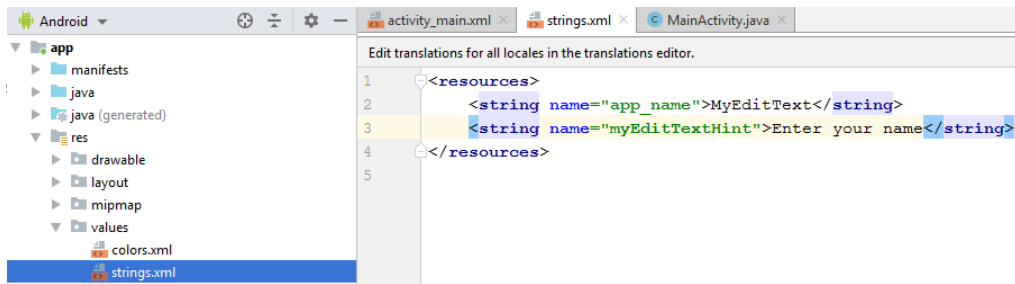 Android
app
manifests
java
java (generated)
res
drawable
layout
mipmap
values
colors.xml
strings.xml
activity_main.xml
strings.xml
C MainActivity.java
Edit translations for all locales in the translations editor.
1 <resources>
2 <string name="app_name">MyEditText</string>
3 <string name="myEditTextHint">Enter your name</string>
4 </resources>
5